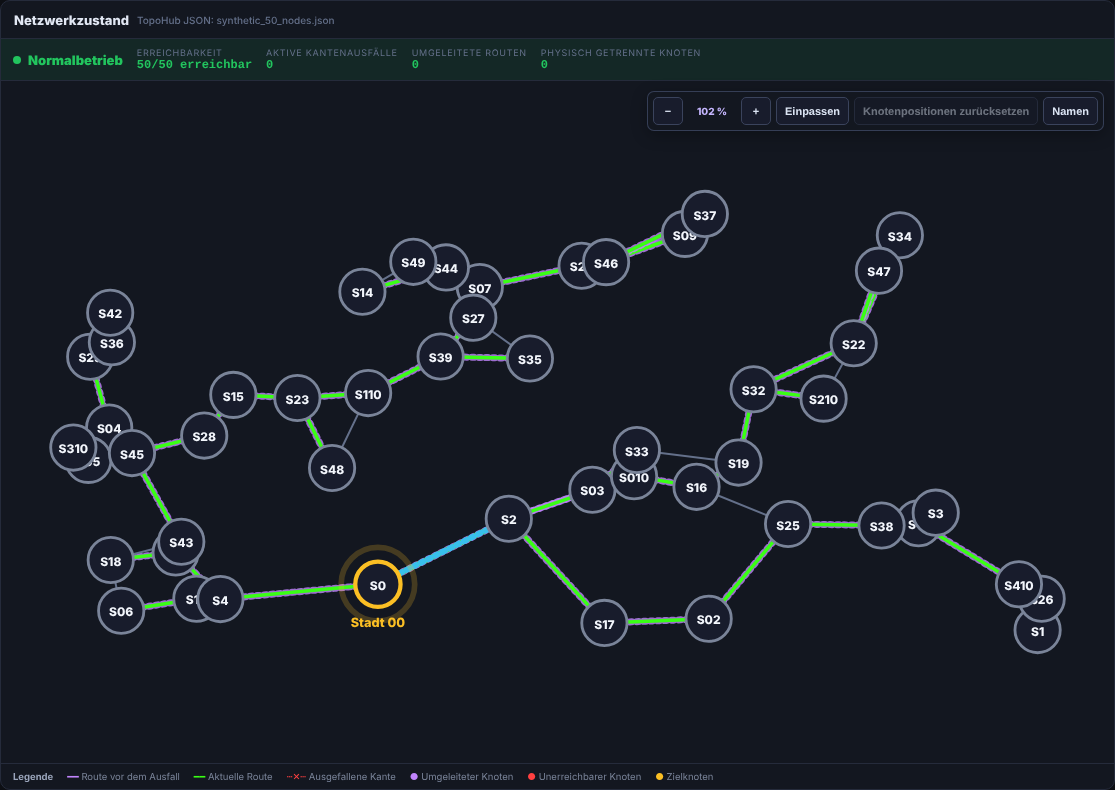 Netzwerkzustand TopoHub JSON: synthetic_50_nodes.json
Normalbetrieb
ERREICHBARKEIT
50/50 erreichbar
AKTIVE KANTENAUSFÄLLE
0
UMGELEITETE ROUTEN
0
PHYSISCH GETRENNTE KNOTEN
0
− 102 % + Einpassen Knotenpositionen zurücksetzen Namen
S37
S09
S34
S49
S44
S46
S47
S14
S07
S42
S27
S36
S22
S39
S35
S15
S23
S110
S32
S210
S04
S28
S310
S45
S33
S19
S48
S010
S16
S03
S2
S3
S25
S38
S43
S18
S0
S410
S4
S06
S17
S02
S1
Stadt 00
Legende Route vor dem Ausfall Aktuelle Route Ausgefallene Kante Umgeleiteter Knoten Unerreichbarer Knoten Zielknoten